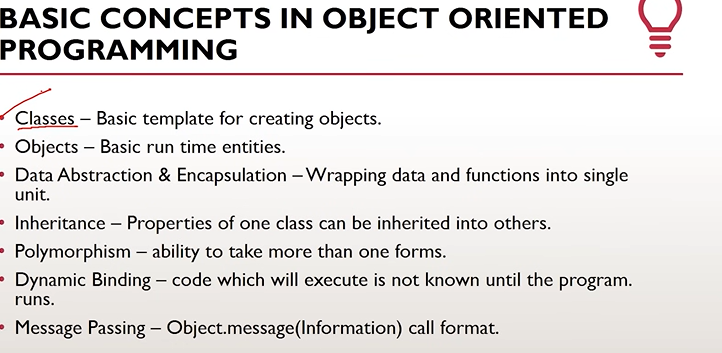 BASIC CONCEPTS IN OBJECT ORIENTED
PROGRAMMING
• Classes – Basic template for creating objects.
• Objects – Basic run time entities.
• Data Abstraction & Encapsulation – Wrapping data and functions into single
unit.
• Inheritance – Properties of one class can be inherited into others.
• Polymorphism – ability to take more than one forms.
• Dynamic Binding – code which will execute is not known until the program.
runs.
• Message Passing – Object.message(Information) call format.